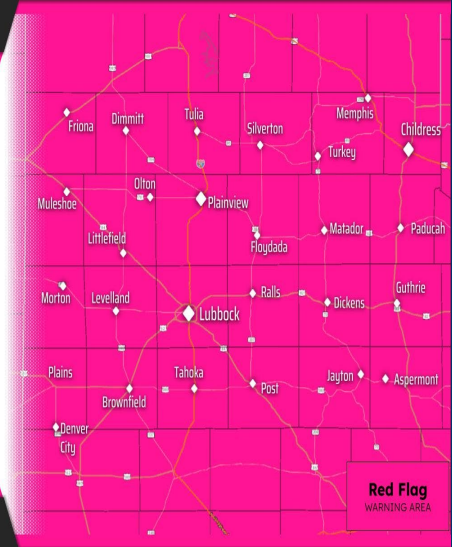 Memphis
Friona
Dimmitt
Tulia
Silverton
Childress
Turkey
Olton
Muleshoe
Plainview
Littlefield
Floydada
Matador
Paducah
Morton
Levelland
Ralls
Dickens
Guthrie
Lubbock
Plains
Tahoka
Brownfield
Post
Jayton
Aspermont
Denver
City
Red Flag
WARNING AREA